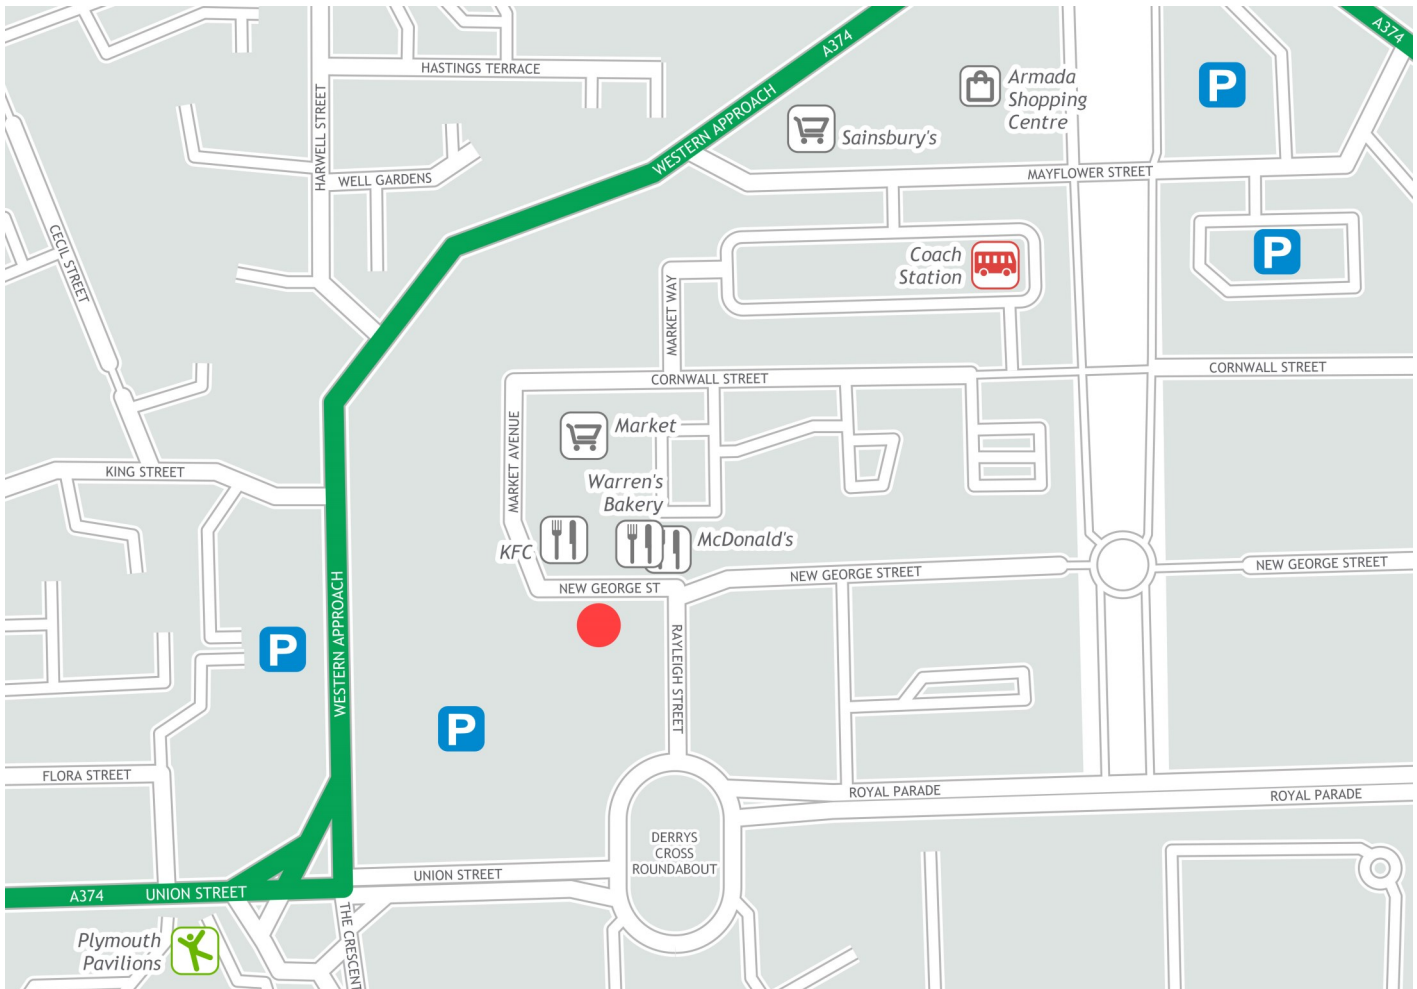 A374
A374
HASTINGS TERRACE
Armada
Shopping
Centre
P
WESTERN APPROACH
HARWELL STREET
Sainsbury's
WELL GARDENS
MAYFLOWER STREET
CECIL STREET
Coach
Station
P
MARKET WAY
CORNWALL STREET
CORNWALL STREET
MARKET AVENUE
Market
KING STREET
Warren's
Bakery
KFC
McDonald's
NEW GEORGE ST
NEW GEORGE STREET
NEW GEORGE STREET
WESTERN APPROACH
P
RAYLEIGH STREET
P
FLORA STREET
ROYAL PARADE
ROYAL PARADE
DERRYS
CROSS
ROUNDABOUT
UNION STREET
A374
UNION STREET
THE CRESCENT
Plymouth
Pavilions